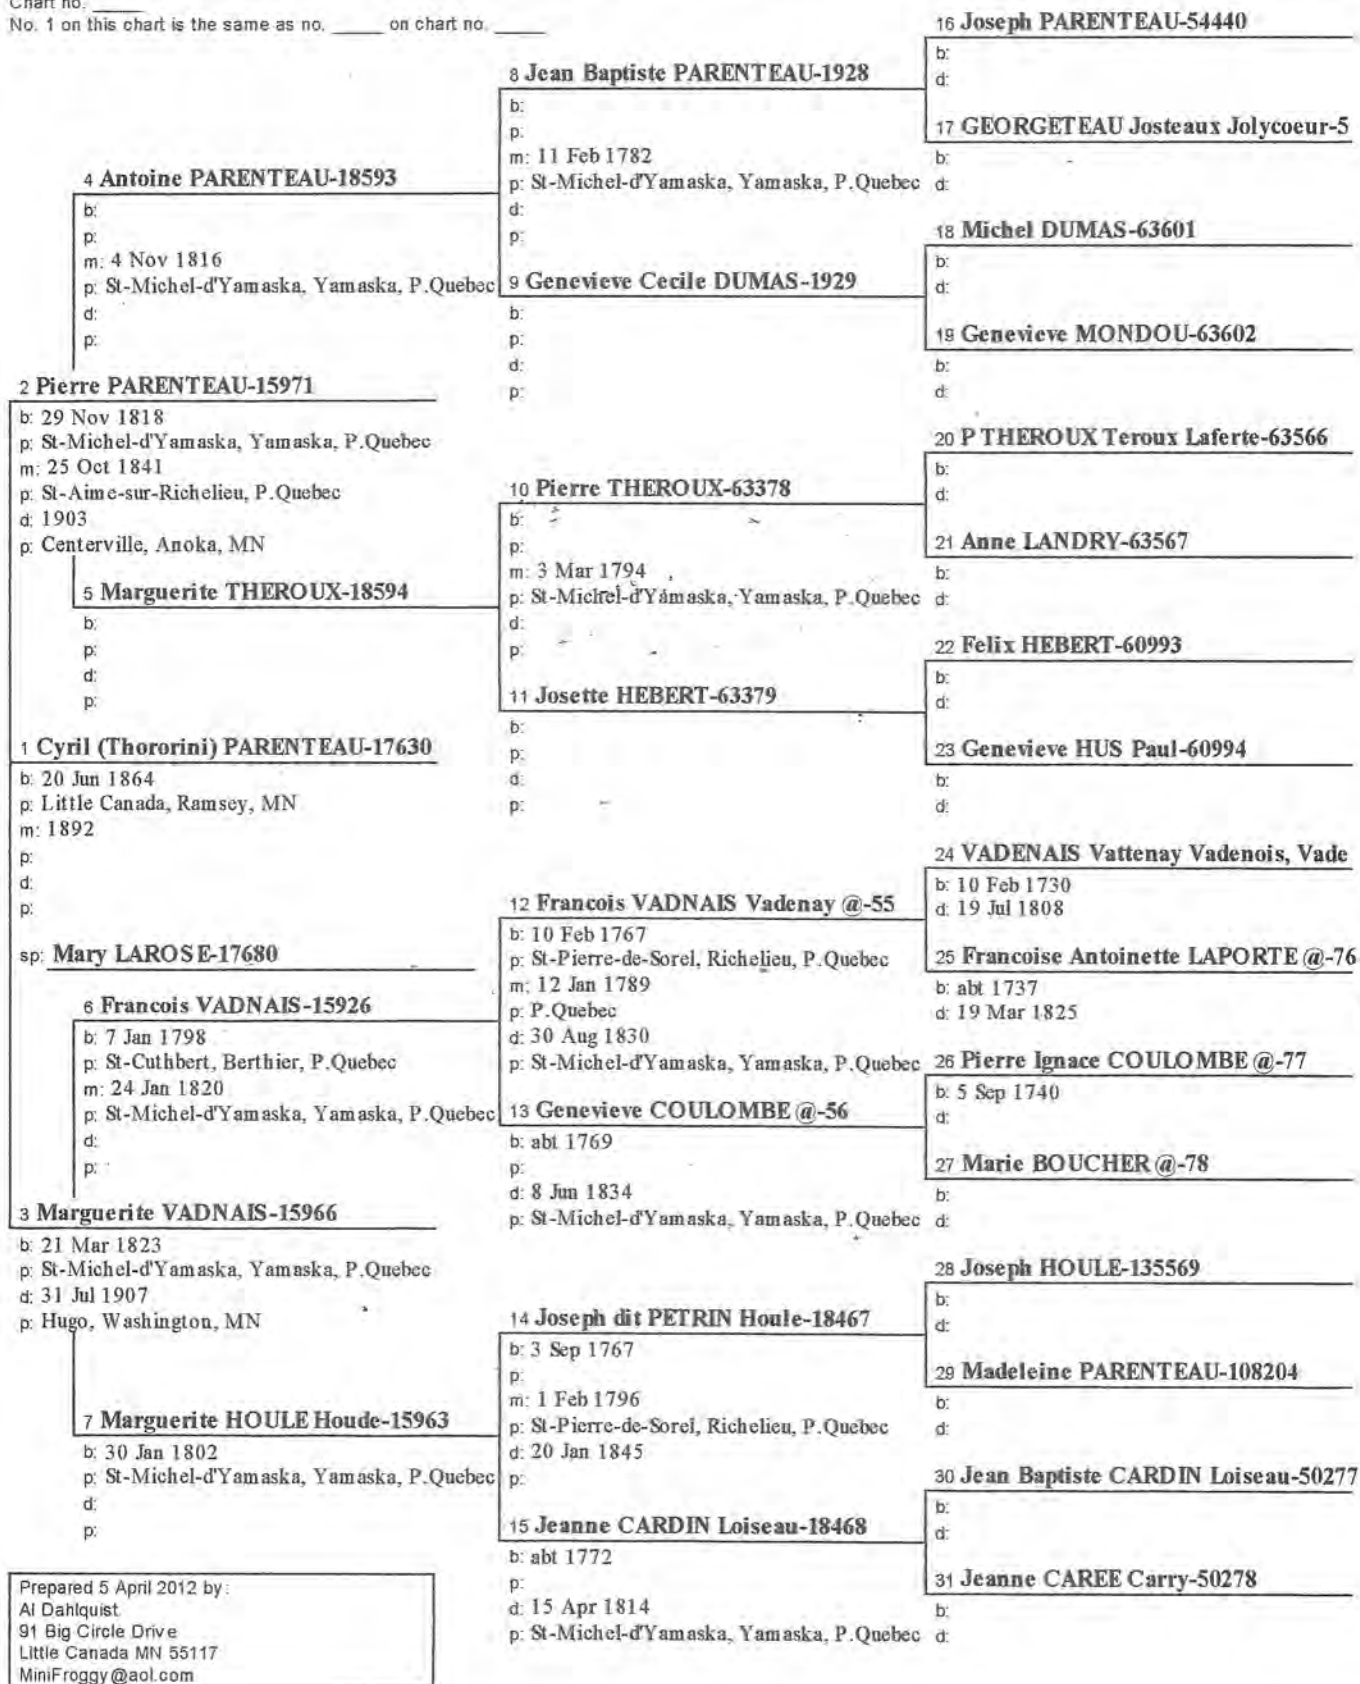 Chart no. _____
No. 1 on this chart is the same as no. _____ on chart no. _____
16 Joseph PARENTEAU-54440
b:
d:
8 Jean Baptiste PARENTEAU-1928
b:
p:
m: 11 Feb 1782
p: St-Michel-d'Yamaska, Yamaska, P.Quebec
d:
p:
17 GEORGETEAU Josteaux Jolycoeur-5
b:
d:
4 Antoine PARENTEAU-18593
b:
p:
m: 4 Nov 1816
p: St-Michel-d'Yamaska, Yamaska, P.Quebec
d:
p:
18 Michel DUMAS-63601
b:
d:
9 Genevieve Cecile DUMAS-1929
b:
p:
d:
p:
19 Genevieve MONDOU-63602
b:
d:
2 Pierre PARENTEAU-15971
b: 29 Nov 1818
p: St-Michel-d'Yamaska, Yamaska, P.Quebec
m: 25 Oct 1841
p: St-Aime-sur-Richelieu, P.Quebec
d: 1903
p: Centerville, Anoka, MN
20 P THEROUX Teroux Laferte-63566
b:
d:
10 Pierre THEROUX-63378
b:
p:
m: 3 Mar 1794
p: St-Michel-d'Yamaska, Yamaska, P.Quebec
d:
p:
21 Anne LANDRY-63567
b:
d:
5 Marguerite THEROUX-18594
b:
p:
d:
p:
22 Felix HEBERT-60993
b:
d:
11 Josette HEBERT-63379
b:
p:
d:
p:
23 Genevieve HUS Paul-60994
b:
d:
1 Cyril (Thororini) PARENTEAU-17630
b: 20 Jun 1864
p: Little Canada, Ramsey, MN
m: 1892
p:
d:
p:
sp: Mary LAROSE-17680
24 VADENAIS Vattenay Vadenois, Vade
b: 10 Feb 1730
d: 19 Jul 1808
12 Francois VADNAIS Vadenay @-55
b: 10 Feb 1767
p: St-Pierre-de-Sorel, Richelieu, P.Quebec
m: 12 Jan 1789
p: P.Quebec
d: 30 Aug 1830
p: St-Michel-d'Yamaska, Yamaska, P.Quebec
25 Francoise Antoinette LAPORTE @-76
b: abt 1737
d: 19 Mar 1825
6 Francois VADNAIS-15926
b: 7 Jan 1798
p: St-Cuthbert, Berthier, P.Quebec
m: 24 Jan 1820
p: St-Michel-d'Yamaska, Yamaska, P.Quebec
d:
p:
26 Pierre Ignace COULOMBE @-77
b: 5 Sep 1740
d:
13 Genevieve COULOMBE @-56
b: abt 1769
p:
d: 8 Jun 1834
p: St-Michel-d'Yamaska, Yamaska, P.Quebec
27 Marie BOUCHER @-78
b:
d:
3 Marguerite VADNAIS-15966
b: 21 Mar 1823
p: St-Michel-d'Yamaska, Yamaska, P.Quebec
d: 31 Jul 1907
p: Hugo, Washington, MN
28 Joseph HOULE-135569
b:
d:
14 Joseph dit PETRIN Houle-18467
b: 3 Sep 1767
p:
m: 1 Feb 1796
p: St-Pierre-de-Sorel, Richelieu, P.Quebec
d: 20 Jan 1845
p:
29 Madeleine PARENTEAU-108204
b:
d:
7 Marguerite HOULE Houde-15963
b: 30 Jan 1802
p: St-Michel-d'Yamaska, Yamaska, P.Quebec
d:
p:
30 Jean Baptiste CARDIN Loiseau-50277
b:
d:
15 Jeanne CARDIN Loiseau-18468
b: abt 1772
p:
d: 15 Apr 1814
p: St-Michel-d'Yamaska, Yamaska, P.Quebec
31 Jeanne CAREE Carry-50278
b:
d:
Prepared 5 April 2012 by:
Al Dahlquist
91 Big Circle Drive
Little Canada MN 55117
MiniFroggy@aol.com